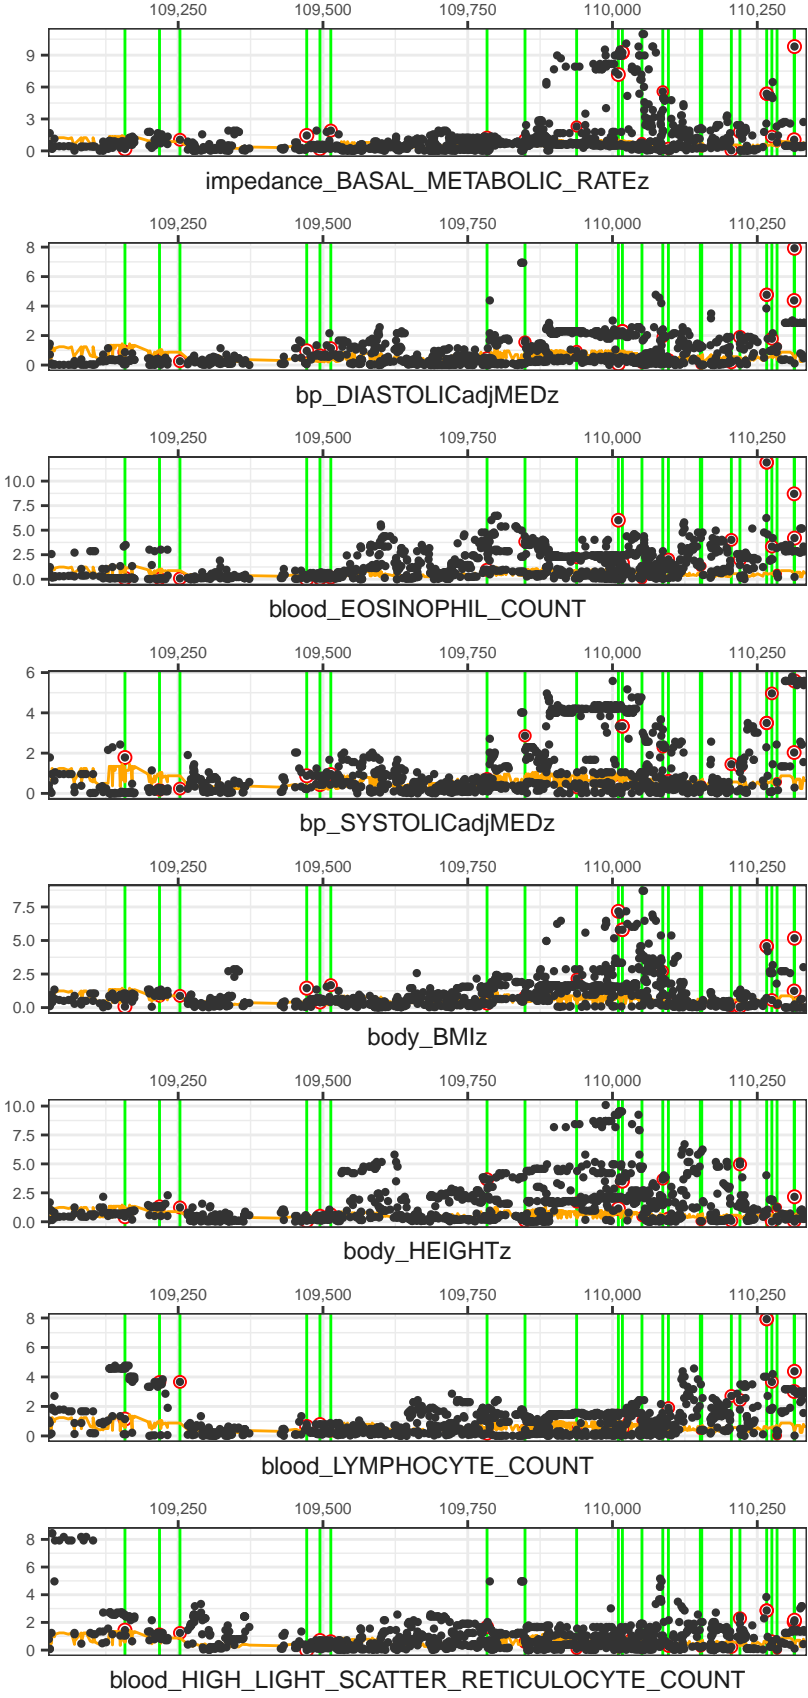 109,250 109,500 109,750 110,000 110,250
9
6
3
0
impedance_BASAL_METABOLIC_RATEz
109,250 109,500 109,750 110,000 110,250
8
6
4
2
0
bp_DIASTOLICadjMEDz
109,250 109,500 109,750 110,000 110,250
10.0
7.5
5.0
2.5
0.0
blood_EOSINOPHIL_COUNT
109,250 109,500 109,750 110,000 110,250
6
4
2
0
bp_SYSTOLICadjMEDz
109,250 109,500 109,750 110,000 110,250
7.5
5.0
2.5
0.0
body_BMIz
109,250 109,500 109,750 110,000 110,250
10.0
7.5
5.0
2.5
0.0
body_HEIGHTz
109,250 109,500 109,750 110,000 110,250
8
6
4
2
0
blood_LYMPHOCYTE_COUNT
109,250 109,500 109,750 110,000 110,250
8
6
4
2
0
blood_HIGH_LIGHT_SCATTER_RETICULOCYTE_COUNT